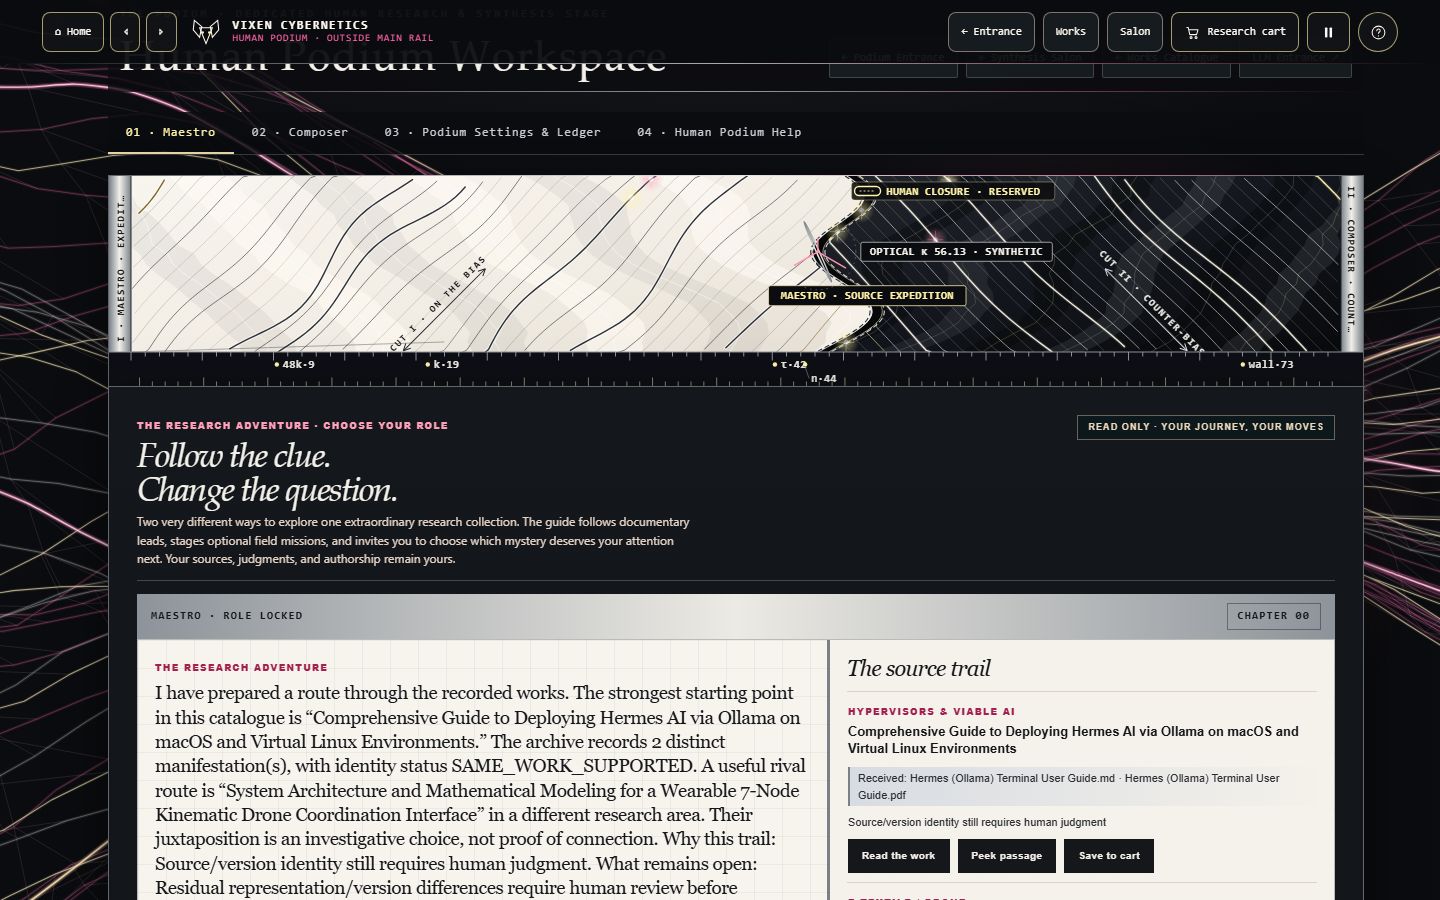 DEDICATED HUMAN RESEARCH & SYNTHESIS STAGE
Home
VIXEN CYBERNETICS
HUMAN PODIUM · OUTSIDE MAIN RAIL
← Entrance
Works
Salon
Research cart
Human Podium Workspace
← Podium Entrance
← Synthesis Salon
← Works Catalogue
01 · Maestro
02 · Composer
03 · Podium Settings & Ledger
04 · Human Podium Help
I · MAESTRO · EXPEDIT…
CUT I · ON THE BIAS
HUMAN CLOSURE · RESERVED
OPTICAL K 56.13 · SYNTHETIC
MAESTRO · SOURCE EXPEDITION
CUT II · COUNTER-BIAS
II · COMPOSER · COUNT…
48k·9
k·19
τ·42
n·44
wall·73
THE RESEARCH ADVENTURE · CHOOSE YOUR ROLE
READ ONLY · YOUR JOURNEY, YOUR MOVES
Follow the clue.
Change the question.
Two very different ways to explore one extraordinary research collection. The guide follows documentary
leads, stages optional field missions, and invites you to choose which mystery deserves your attention
next. Your sources, judgments, and authorship remain yours.
MAESTRO · ROLE LOCKED
CHAPTER 00
THE RESEARCH ADVENTURE
I have prepared a route through the recorded works. The strongest starting point
in this catalogue is “Comprehensive Guide to Deploying Hermes AI via Ollama on
macOS and Virtual Linux Environments.” The archive records 2 distinct
manifestation(s), with identity status SAME_WORK_SUPPORTED. A useful rival
route is “System Architecture and Mathematical Modeling for a Wearable 7-Node
Kinematic Drone Coordination Interface” in a different research area. Their
juxtaposition is an investigative choice, not proof of connection. Why this trail:
Source/version identity still requires human judgment. What remains open:
Residual representation/version differences require human review before
The source trail
HYPERVISORS & VIABLE AI
Comprehensive Guide to Deploying Hermes AI via Ollama on macOS and
Virtual Linux Environments
Received: Hermes (Ollama) Terminal User Guide.md · Hermes (Ollama) Terminal User
Guide.pdf
Source/version identity still requires human judgment
Read the work
Peek passage
Save to cart